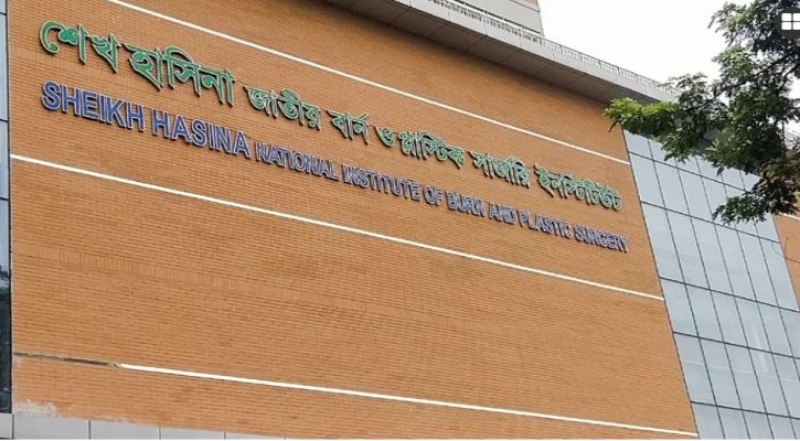 শেখ হাসিনা জাতীয় বার্ন ও প্লাস্টিক সার্জারি ইনস্টিটিউট
SHEIKH HASINA NATIONAL INSTITUTE OF BURN AND PLASTIC SURGERY